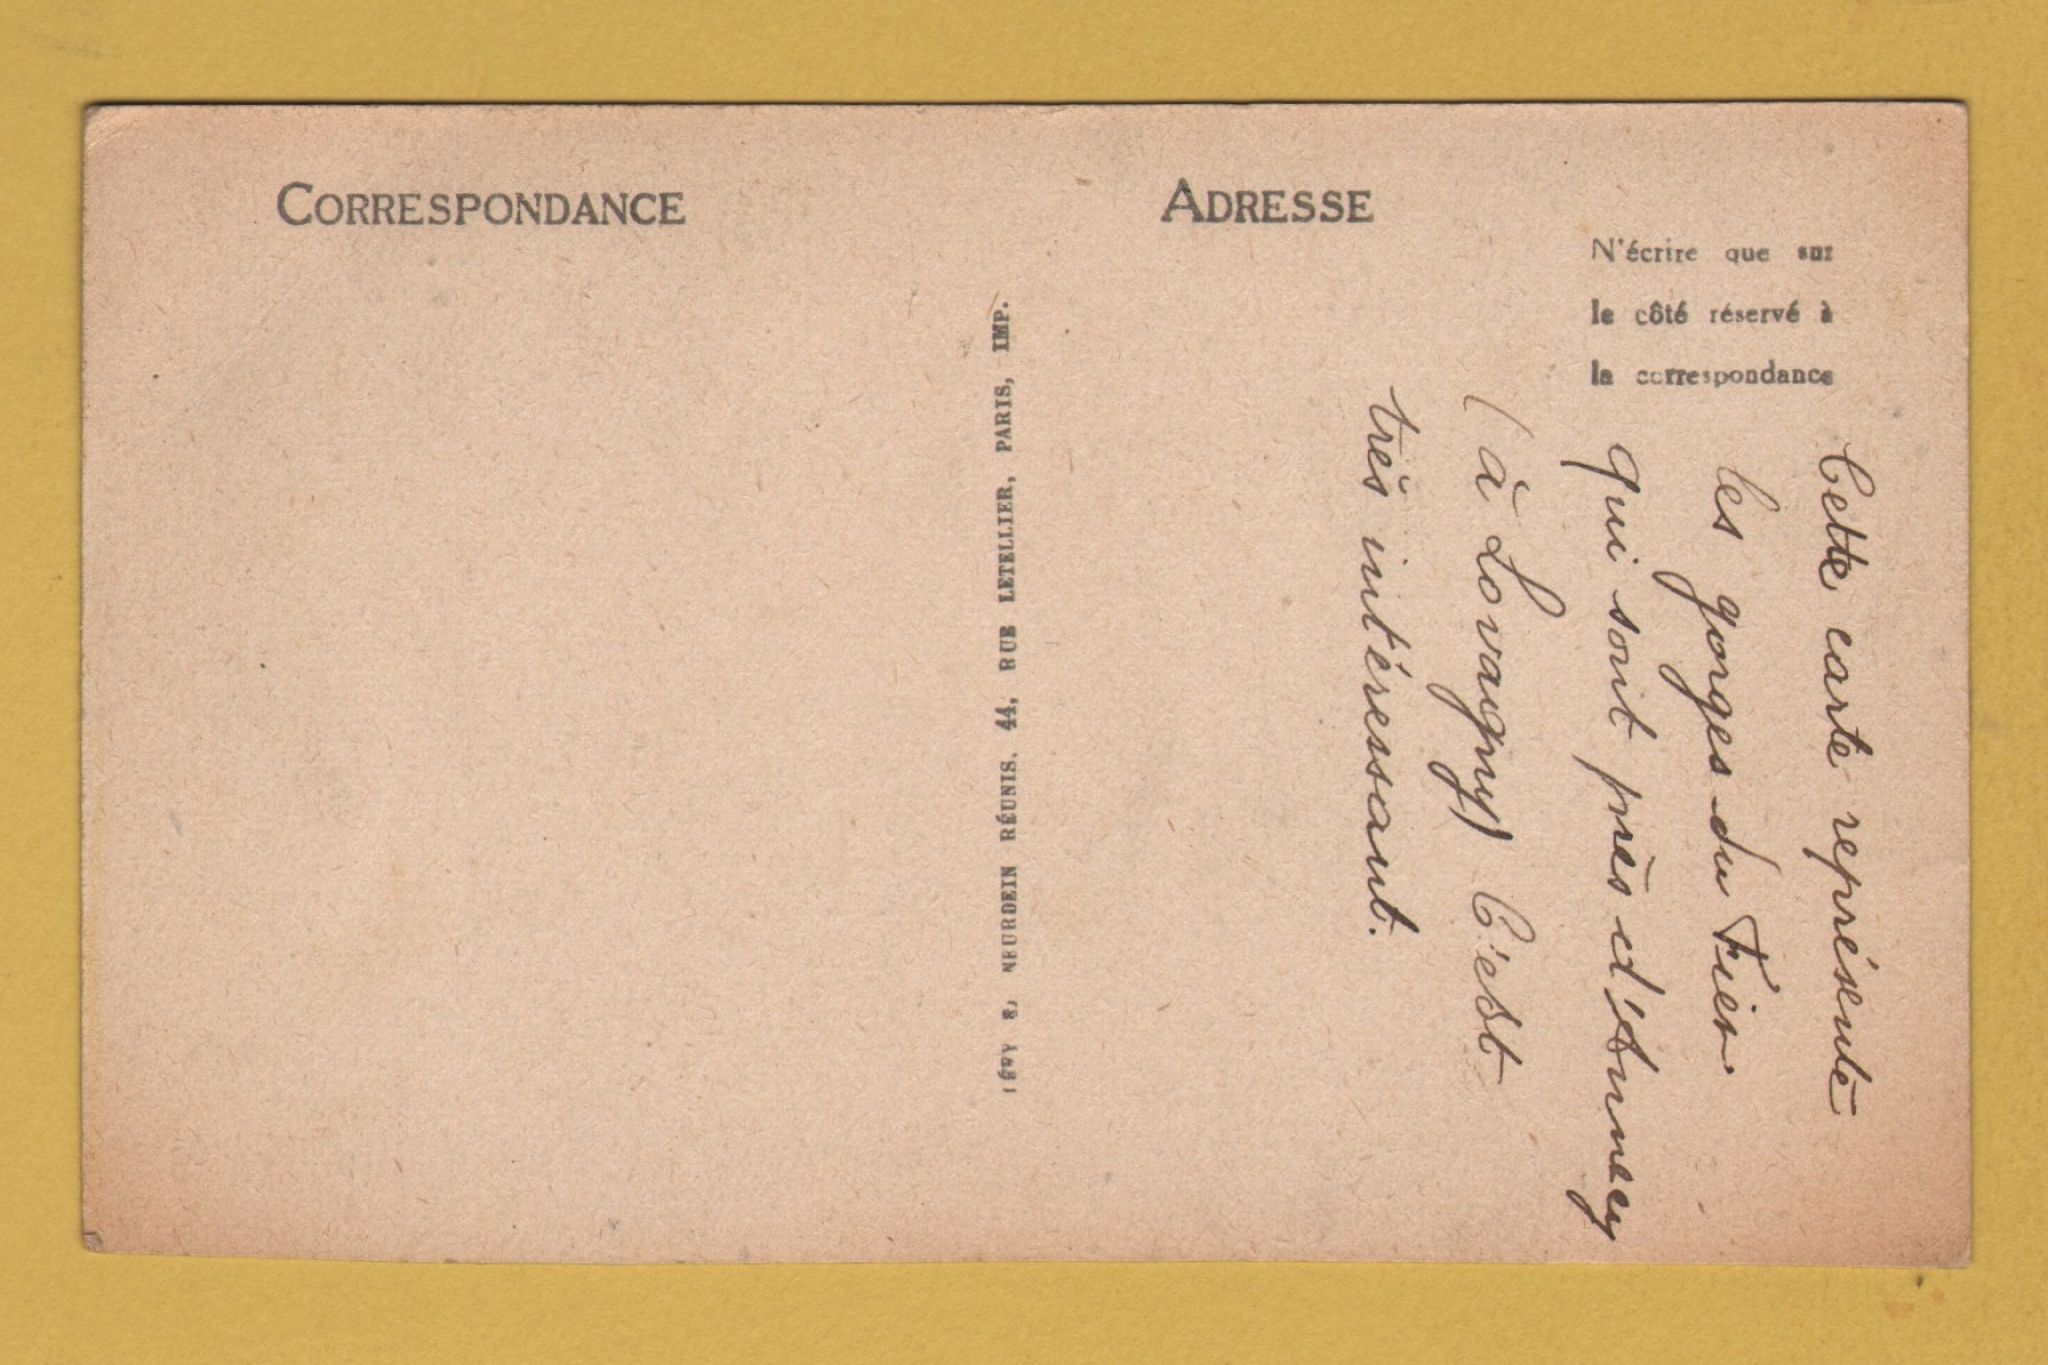 CORRESPONDANCE
ADRESSE
N'écrire que sur
le côté réservé à
la correspondance
LÉVY & NEURDEIN RÉUNIS. 44, RUE LETELLIER, PARIS, IMP.
Cette carte représente
les gorges du Fier
qui sont près d'Annecy
(à Lovagny) C'est
très intéressant.